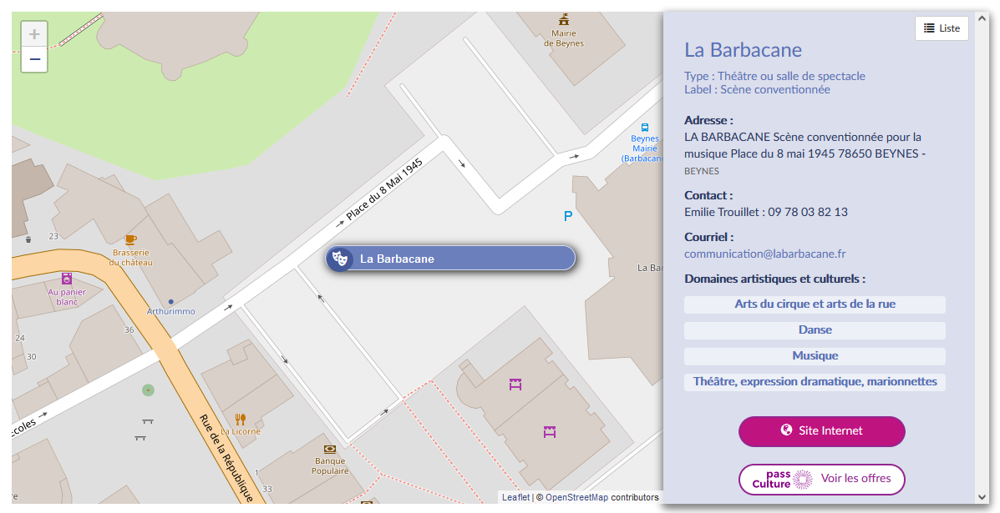 +
−
Mairie
de Beynes
Beynes
Mairie
(Barbacane
Place du 8 Mai 1945
P
23
Brasserie
du château
La Barbacane
La Bar
Au panier
blanc
Arthurimmo
36
24
30
Écoles
La Licorne
Rue de la République
Banque
Populaire
1
33
re
Leaflet | © OpenStreetMap contributors
Liste
La Barbacane
Type : Théâtre ou salle de spectacle
Label : Scène conventionnée
Adresse :
LA BARBACANE Scène conventionnée pour la
musique Place du 8 mai 1945 78650 BEYNES -
BEYNES
Contact :
Emilie Trouillet : 09 78 03 82 13
Courriel :
communication@labarbacane.fr
Domaines artistiques et culturels :
Arts du cirque et arts de la rue
Danse
Musique
Théâtre, expression dramatique, marionnettes
Site Internet
pass
Culture
Voir les offres